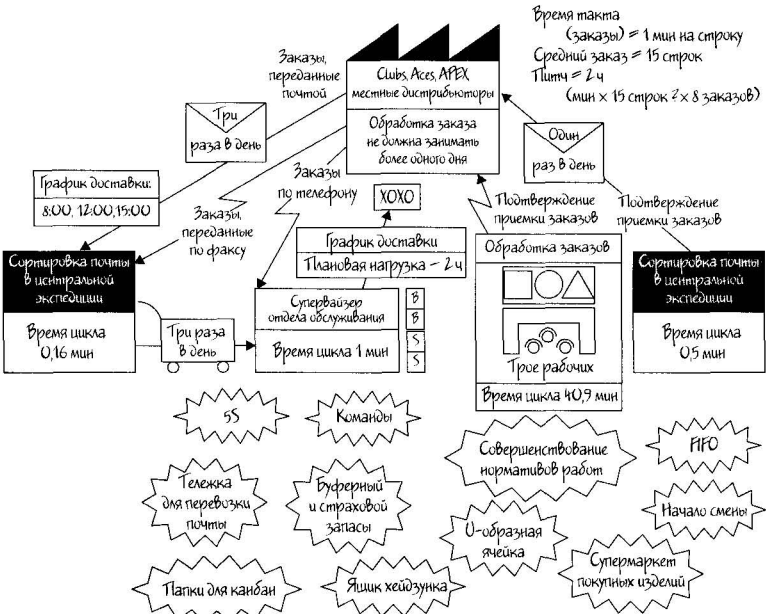 Время такта
(заказы) = 1 мин на строку
Средний заказ = 15 строк
Питч = 2 ч
(мин x 15 строк 2x 8 заказов)
Заказы,
переданные
почтой
Clubs, Aces, APEX
местные дистрибьюторы
Обработка заказа
не должна занимать
более одного дня
Три
раза в день
Один
раз в день
График доставки:
8:00, 12:00,15:00
Заказы,
переданные
по факсу
Заказы
по телефону
XOXO
Подтверждение
приемки заказов
Подтверждение
приемки заказов
График доставки
Плановая нагрузка – 2 ч
Сортировка почты
в центральной
экспедиции
Время цикла
0,16 мин
Три раза
в день
Супервайзер
отдела обслуживания
Время цикла 1 мин
B
B
S
S
Обработка заказов
Трое рабочих
Время цикла 40,9 мин
Сортировка почты
в центральной
экспедиции
Время цикла
0,5 мин
5S
Команды
Совершенствование
нормативов работ
FIFO
Тележка
для перевозки
почты
Буферный
и страховой
запасы
U-образная
ячейка
Начало смены
Папки для канбан
Ящик хейдзунка
Супермаркет
покупных изделий